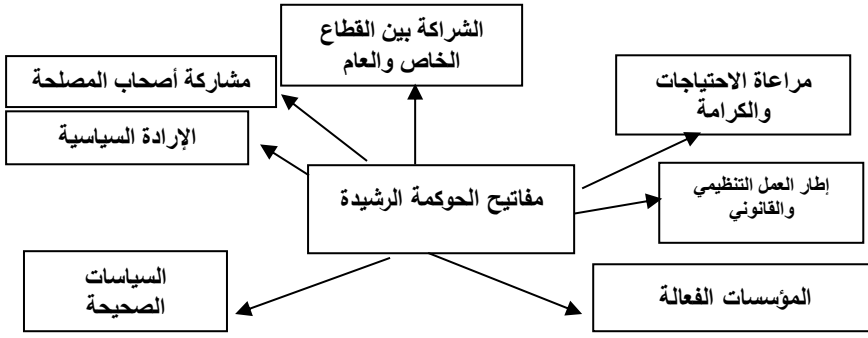 الشراكة بين القطاع
الخاص والعام
مراعاة الاحتياجات
والكرامة
مشاركة أصحاب المصلحة
الإرادة السياسية
مفاتيح الحوكمة الرشيدة
إطار العمل التنظيمي
والقانوني
السياسات
الصحيحة
المؤسسات الفعالة